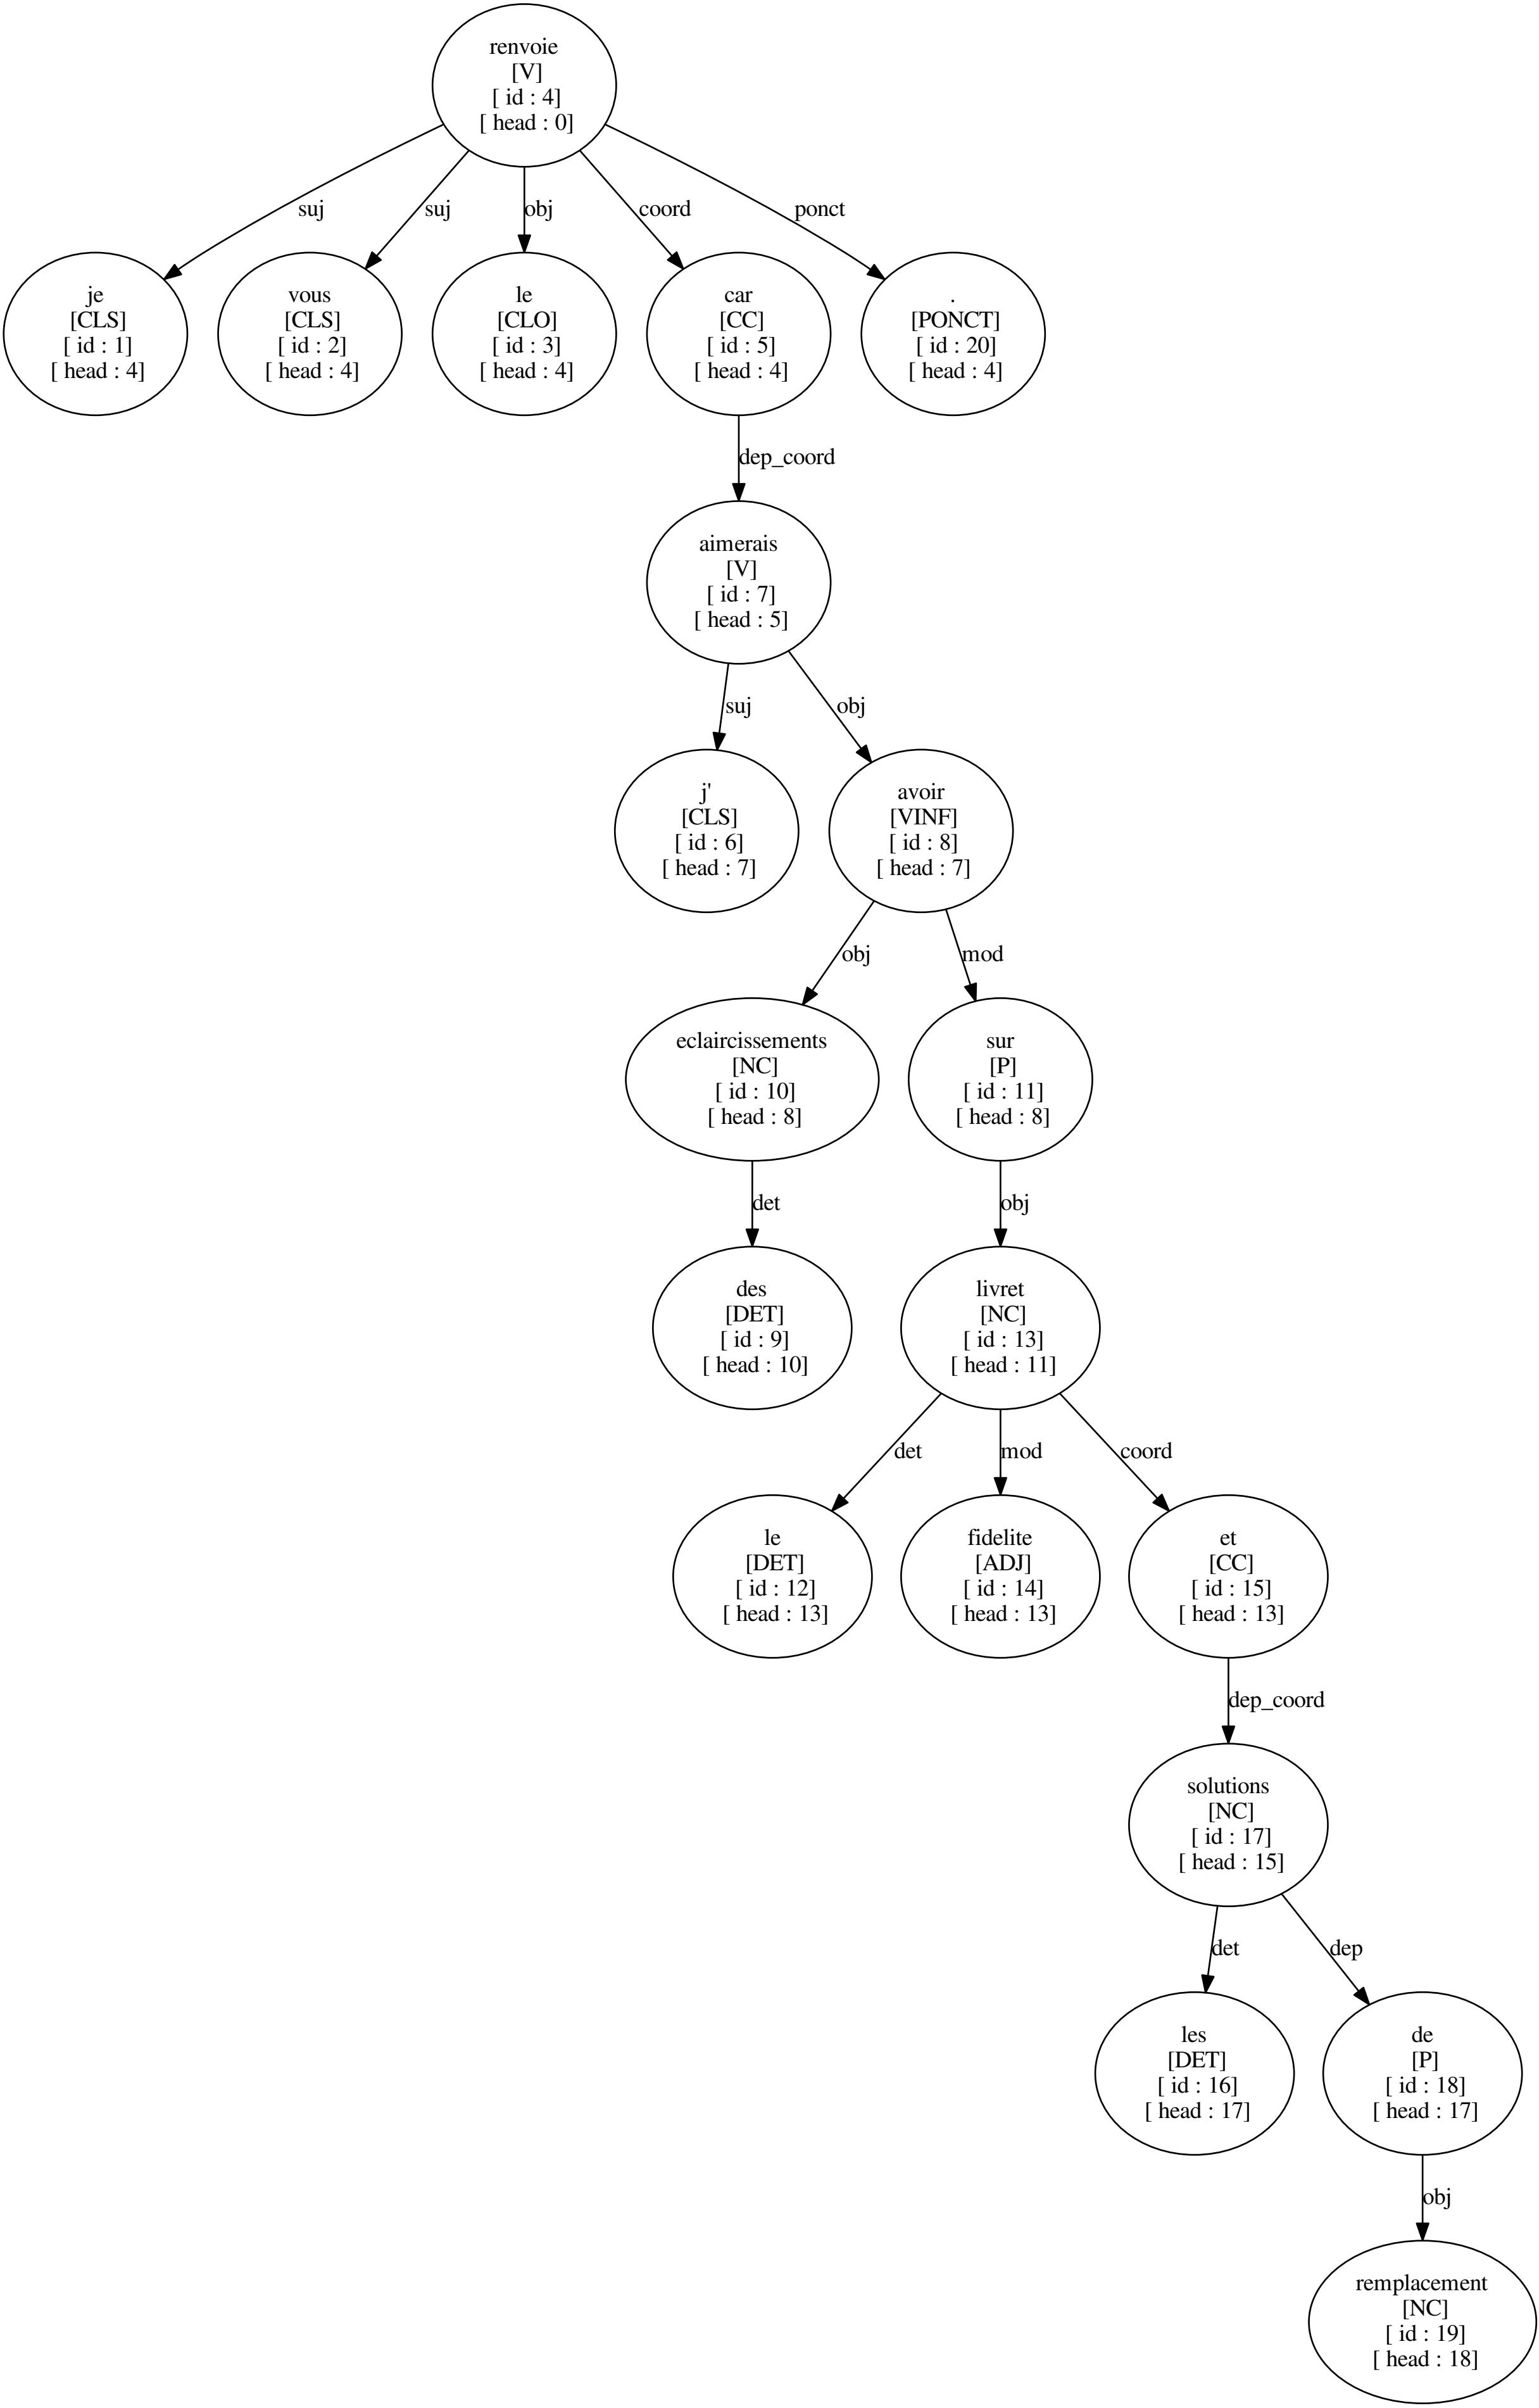 renvoie
[V]
[ id : 4]
[ head : 0]
suj
suj
obj
coord
ponct
je
[CLS]
[ id : 1]
[ head : 4]
vous
[CLS]
[ id : 2]
[ head : 4]
le
[CLO]
[ id : 3]
[ head : 4]
car
[CC]
[ id : 5]
[ head : 4]
.
[PONCT]
[ id : 20]
[ head : 4]
dep_coord
aimerais
[V]
[ id : 7]
[ head : 5]
suj
obj
j'
[CLS]
[ id : 6]
[ head : 7]
avoir
[VINF]
[ id : 8]
[ head : 7]
obj
mod
eclaircissements
[NC]
[ id : 10]
[ head : 8]
sur
[P]
[ id : 11]
[ head : 8]
det
obj
des
[DET]
[ id : 9]
[ head : 10]
livret
[NC]
[ id : 13]
[ head : 11]
det
mod
coord
le
[DET]
[ id : 12]
[ head : 13]
fidelite
[ADJ]
[ id : 14]
[ head : 13]
et
[CC]
[ id : 15]
[ head : 13]
dep_coord
solutions
[NC]
[ id : 17]
[ head : 15]
det
dep
les
[DET]
[ id : 16]
[ head : 17]
de
[P]
[ id : 18]
[ head : 17]
obj
remplacement
[NC]
[ id : 19]
[ head : 18]